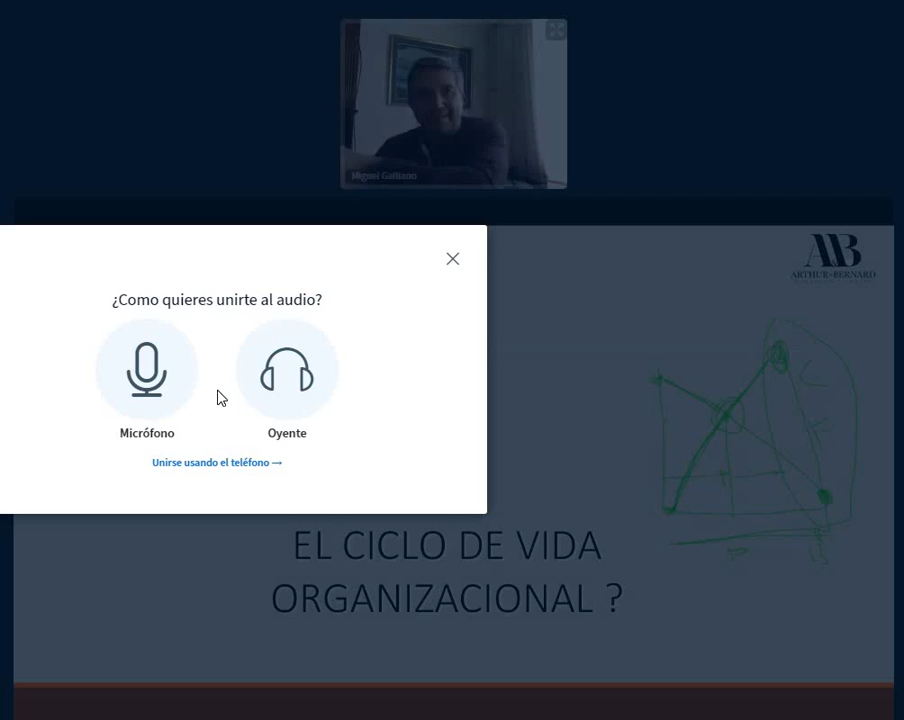 Miguel Galliano
A&B
ARTHUR & BERNARD
¿Como quieres unirte al audio?
Micrófono
Oyente
Unirse usando el teléfono →
EL CICLO DE VIDA
ORGANIZACIONAL ?